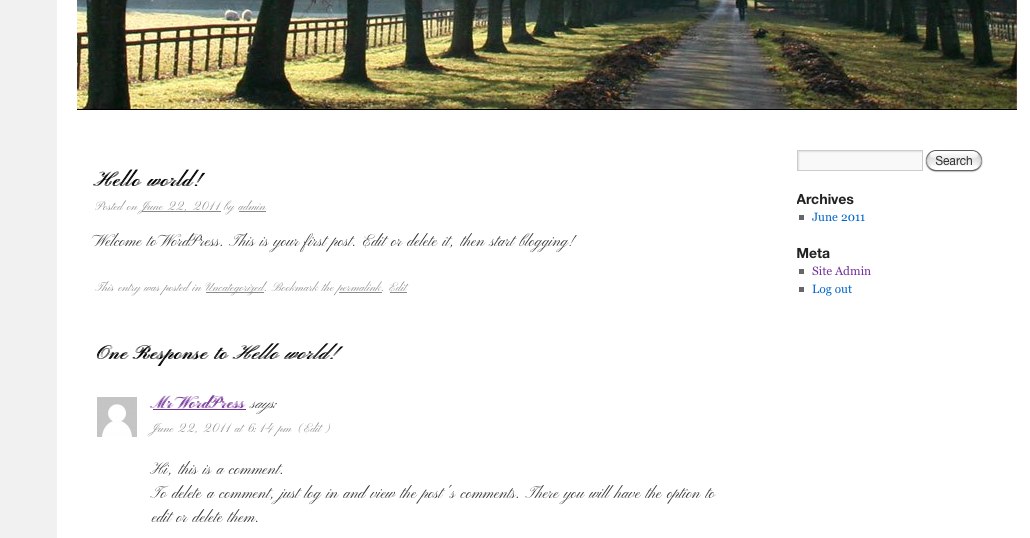 Hello world!
Posted on June 22, 2011 by admin
Welcome to WordPress. This is your first post. Edit or delete it, then start blogging!
This entry was posted in Uncategorized. Bookmark the permalink. Edit
One Response to Hello world!
Mr WordPress says:
June 22, 2011 at 6:14 pm (Edit)
Hi, this is a comment.
To delete a comment, just log in and view the post's comments. There you will have the option to
edit or delete them.
Search
Archives
June 2011
Meta
Site Admin
Log out